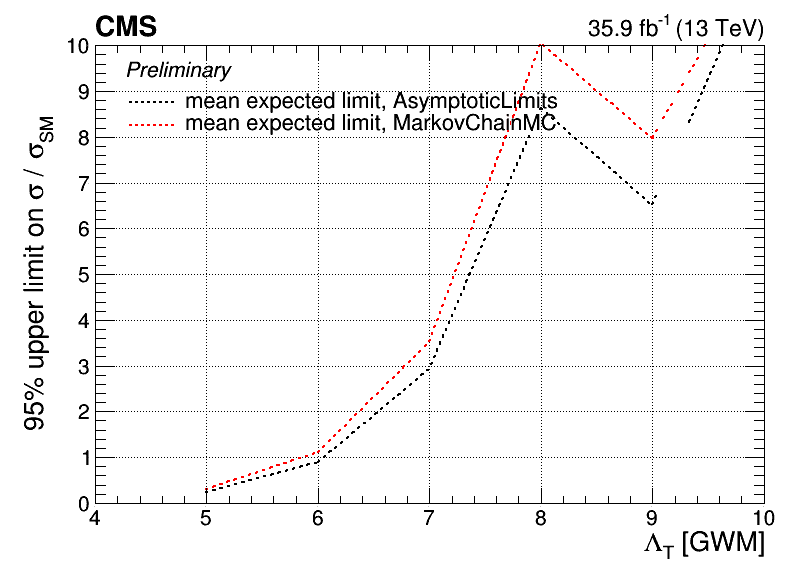 CMS
35.9 fb-1 (13 TeV)
Preliminary
mean expected limit, AsymptoticLimits
mean expected limit, MarkovChainMC
95% upper limit on σ / σSM
10
9
8
7
6
5
4
3
2
1
0
4 5 6 7 8 9 10
ΛT [GWM]